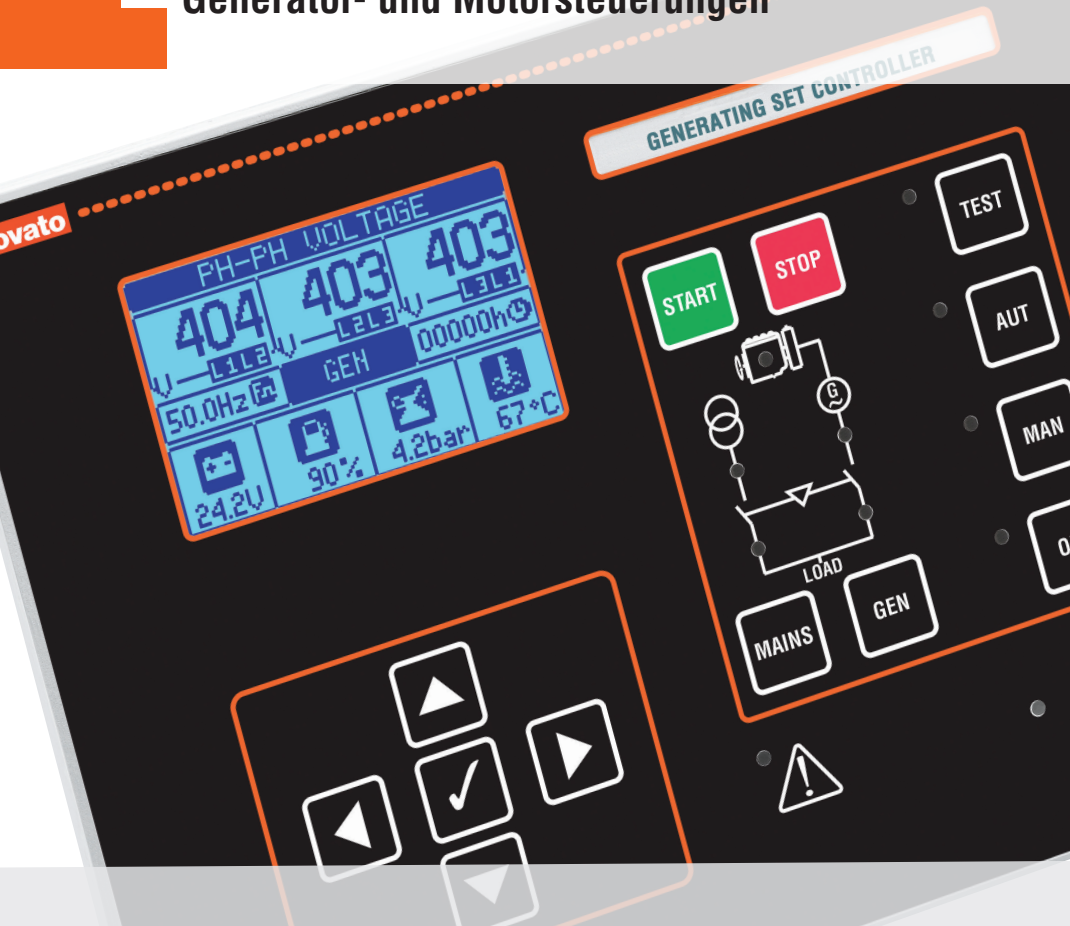 Generator- und Motorsteuerungen
GENERATING SET CONTROLLER
ovato
PH-PH VOLTAGE
404 403 403
V L1L2 V L2L3 V L3L1
50.0Hz GEN 00000h
24.2V 90% 4.2bar 67°C
START STOP
TEST
AUT
MAN
G
LOAD
MAINS GEN